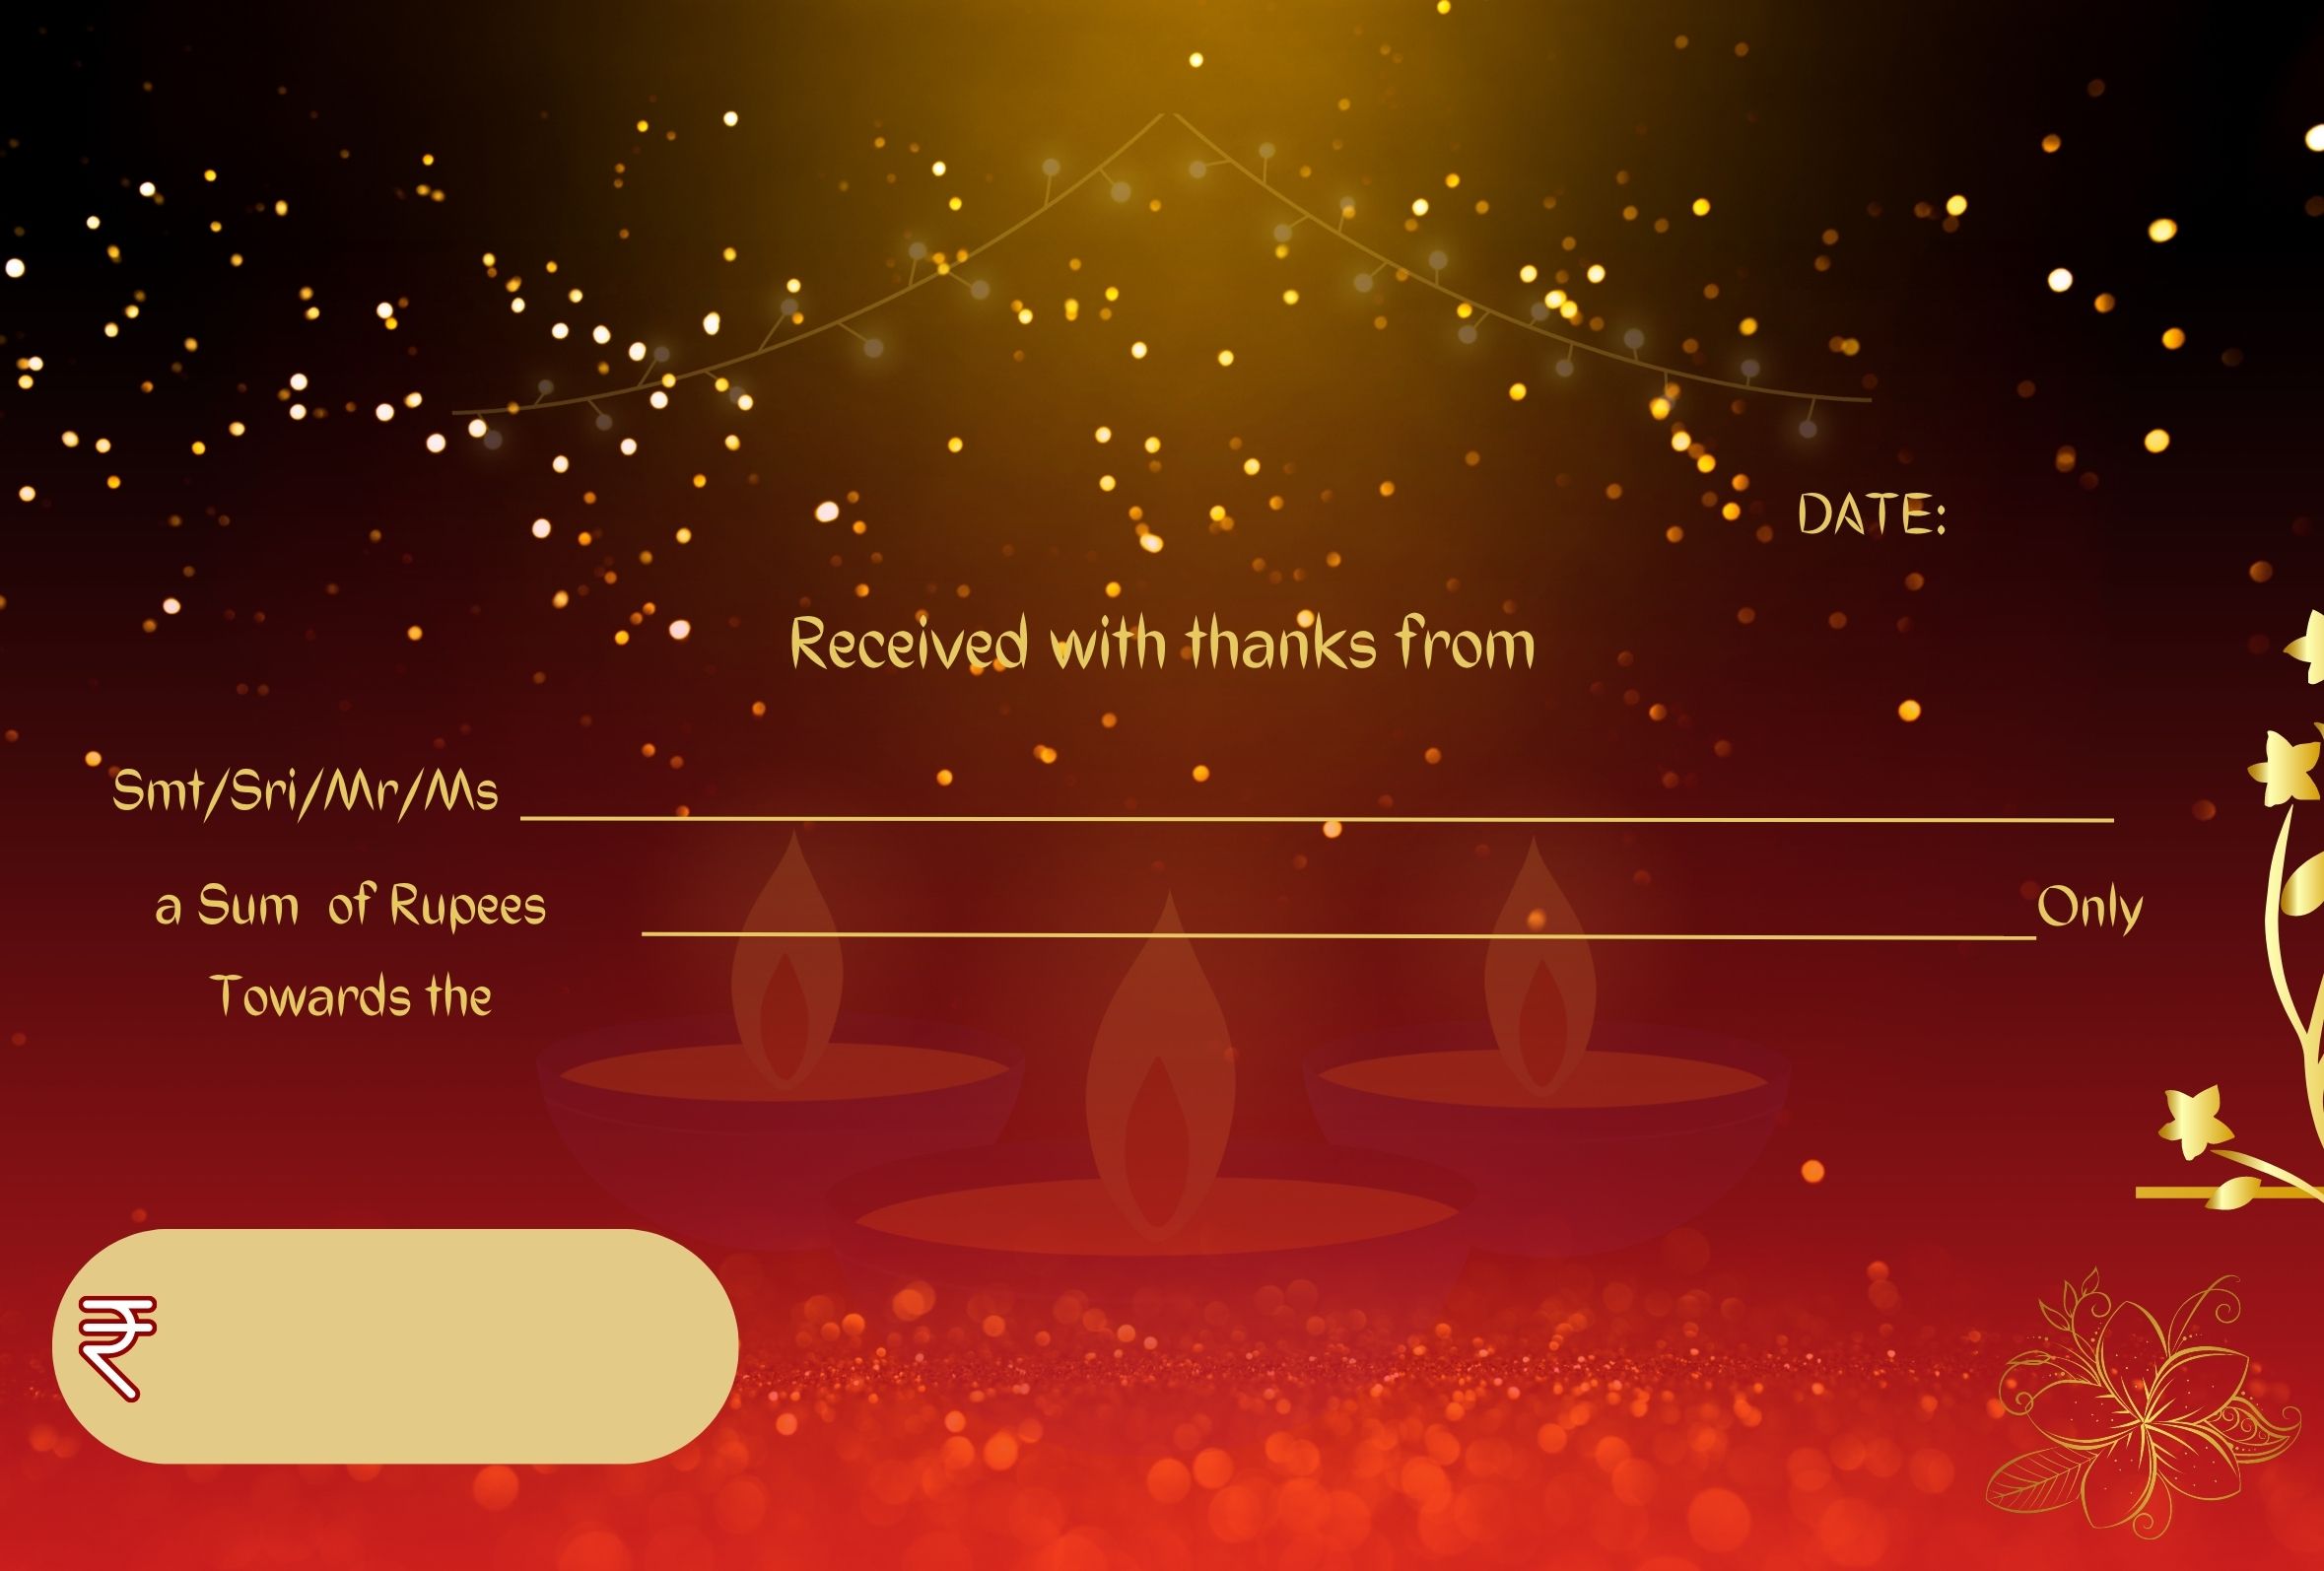 DATE:
Received with thanks from
Smt/Sri/Mr/Ms
a Sum of Rupees Only
Towards the
₹